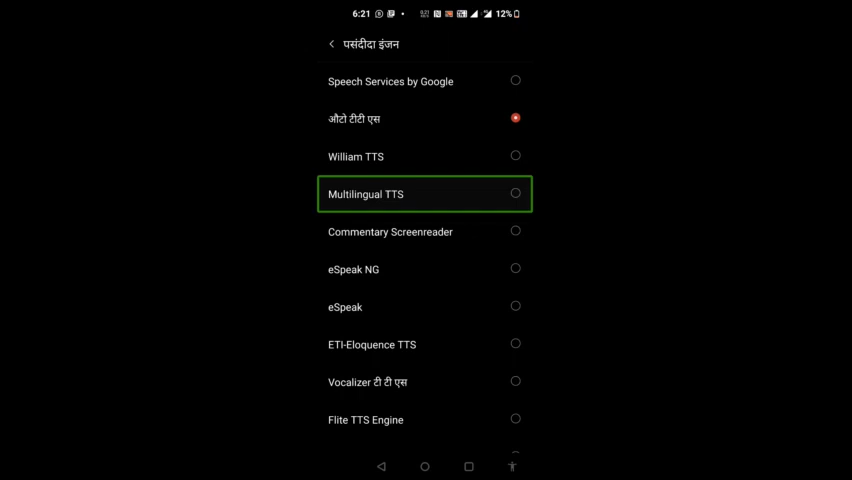 6:21 12%
पसंदीदा इंजन
Speech Services by Google
औटो टीटी एस
William TTS
Multilingual TTS
Commentary Screenreader
eSpeak NG
eSpeak
ETI-Eloquence TTS
Vocalizer टी टी एस
Flite TTS Engine